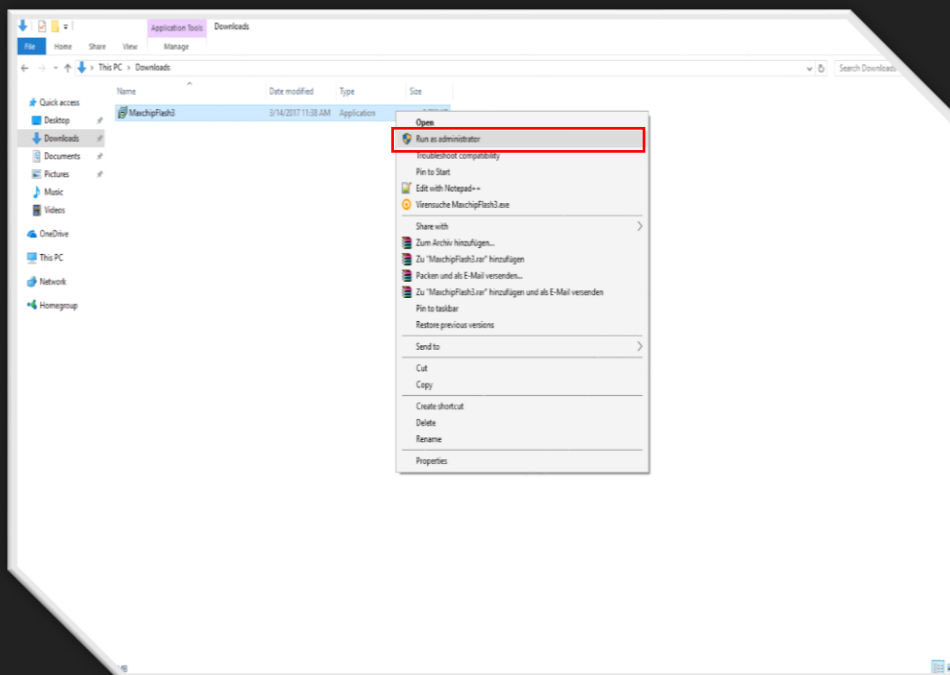 Application Tools Downloads
File Home Share View Manage
This PC > Downloads Search Downloads
Name Date modified Type Size
MaxchipFlash3 3/14/2017 11:38 AM Application
Quick access
Desktop
Downloads
Documents
Pictures
Music
Videos
OneDrive
This PC
Network
Homegroup
Open
Run as administrator
Troubleshoot compatibility
Pin to Start
Edit with Notepad++
Virensuche MaxchipFlash3.exe
Share with
Zum Archiv hinzufügen...
Zu "MaxchipFlash3.rar" hinzufügen
Packen und als E-Mail versenden...
Zu "MaxchipFlash3.rar" hinzufügen und als E-Mail versenden
Pin to taskbar
Restore previous versions
Send to
Cut
Copy
Create shortcut
Delete
Rename
Properties